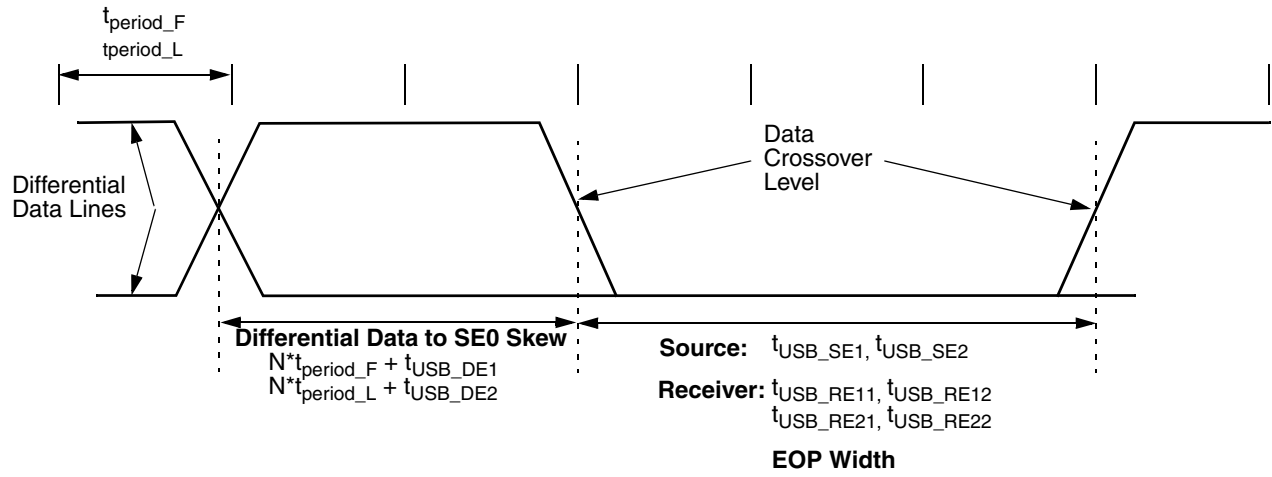 tperiod_F
tperiod_L
Data
Crossover
Level
Differential
Data Lines
Differential Data to SE0 Skew
N*tperiod_F + tUSB_DE1
N*tperiod_L + tUSB_DE2
Source: tUSB_SE1, tUSB_SE2
Receiver: tUSB_RE11, tUSB_RE12
tUSB_RE21, tUSB_RE22
EOP Width